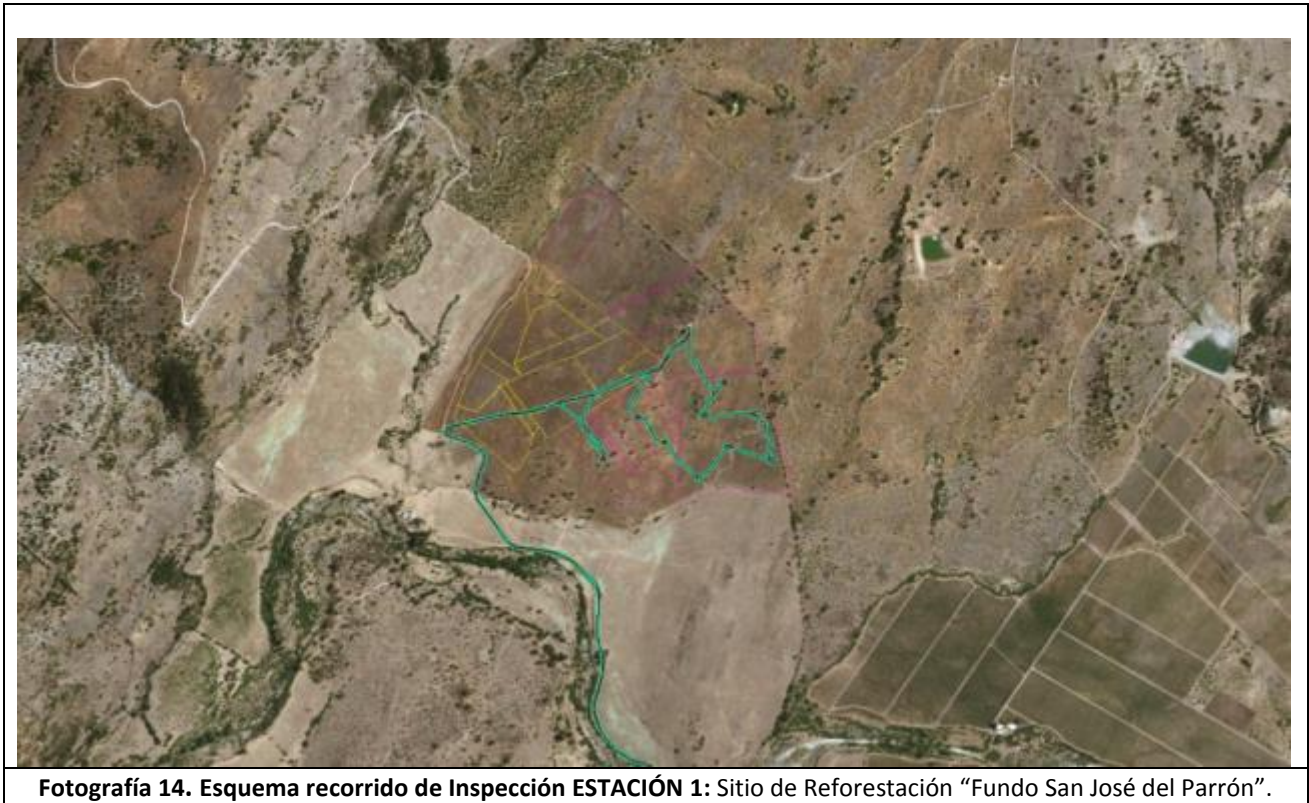 Fotografía 14. Esquema recorrido de Inspección ESTACIÓN 1: Sitio de Reforestación “Fundo San José del Parrón”.